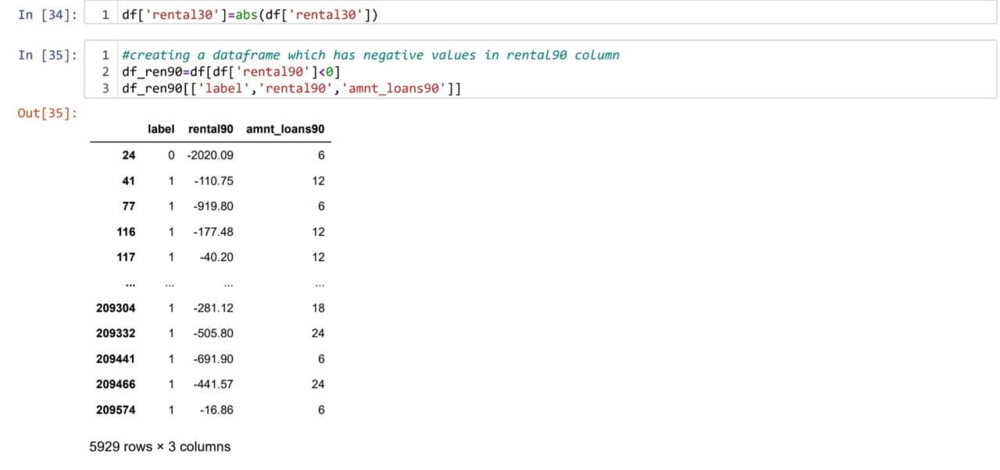 In [34]: 1 df['rental30']=abs(df['rental30'])
In [35]: 1 #creating a dataframe which has negative values in rental90 column
2 df_ren90=df[df['rental90']<0]
3 df_ren90[['label','rental90','amnt_loans90']]
Out[35]:
label rental90 amnt_loans90
24 0 -2020.09 6
41 1 -110.75 12
77 1 -919.80 6
116 1 -177.48 12
117 1 -40.20 12
... ... ... ...
209304 1 -281.12 18
209332 1 -505.80 24
209441 1 -691.90 6
209466 1 -441.57 24
209574 1 -16.86 6
5929 rows × 3 columns